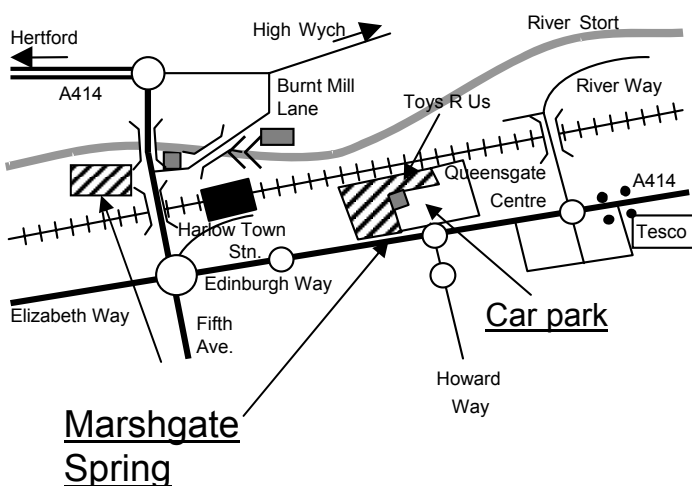 River Stort
High Wych
Hertford
A414
Burnt Mill
Lane
River Way
Toys R Us
Queensgate
Centre
A414
Tesco
Harlow Town
Stn.
Edinburgh Way
Elizabeth Way
Fifth
Ave.
Car park
Howard
Way
Marshgate
Spring